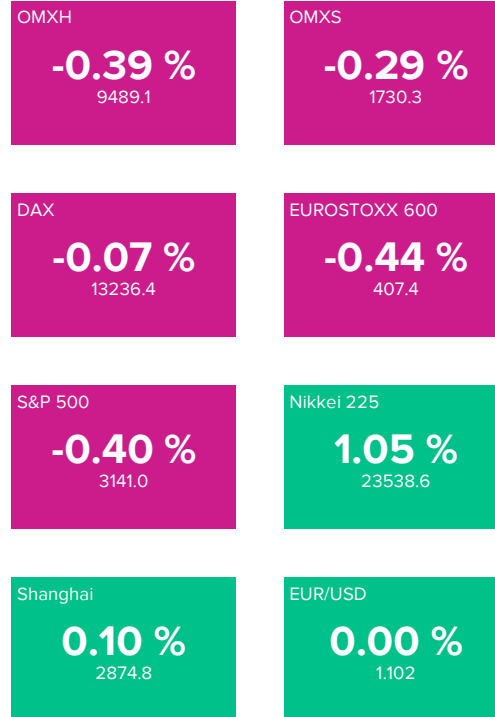 OMXH
-0.39 %
9489.1
OMXS
-0.29 %
1730.3
DAX
-0.07 %
13236.4
EUROSTOXX 600
-0.44 %
407.4
S&P 500
-0.40 %
3141.0
Nikkei 225
1.05 %
23538.6
Shanghai
0.10 %
2874.8
EUR/USD
0.00 %
1.102